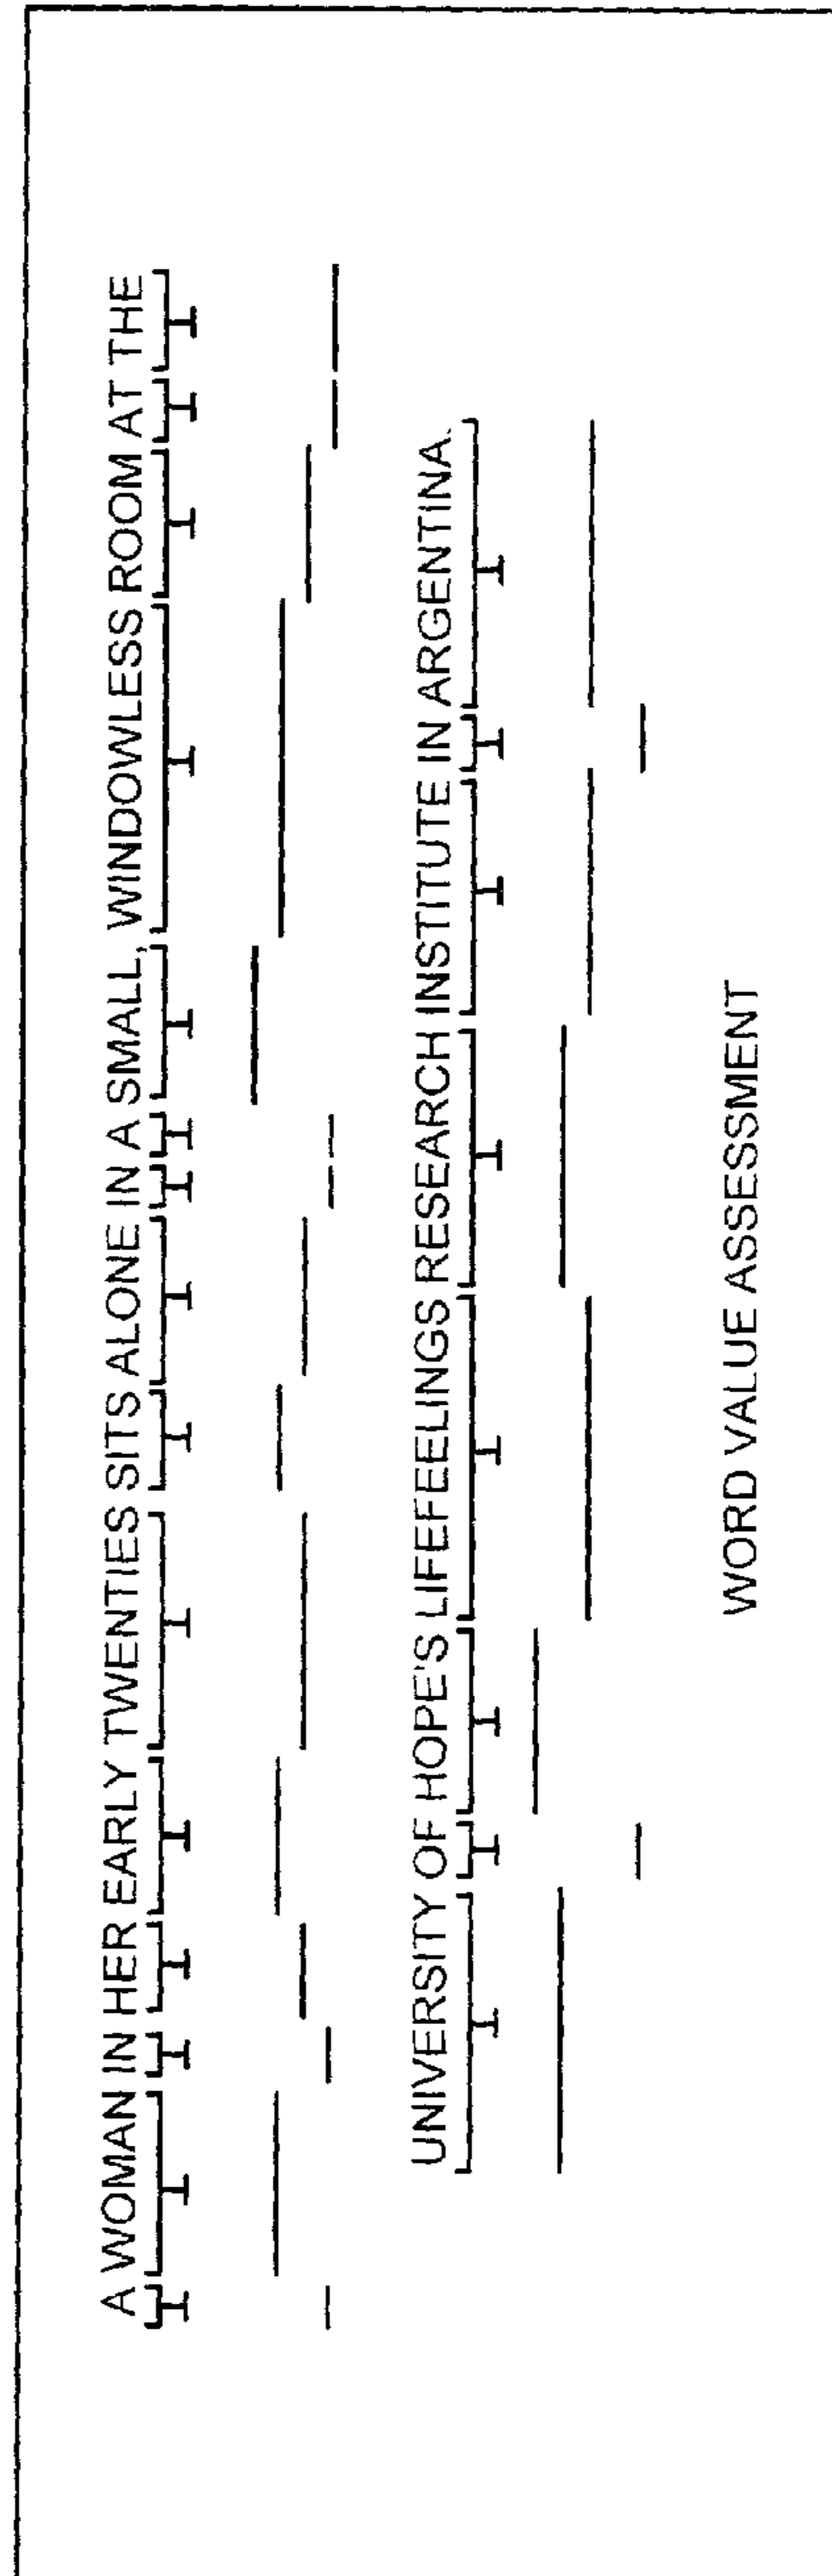 A WOMAN IN HER EARLY TWENTIES SITS ALONE IN A SMALL, WINDOWLESS ROOM AT THE
UNIVERSITY OF HOPE'S LIFEFEELINGS RESEARCH INSTITUTE IN ARGENTINA.
WORD VALUE ASSESSMENT